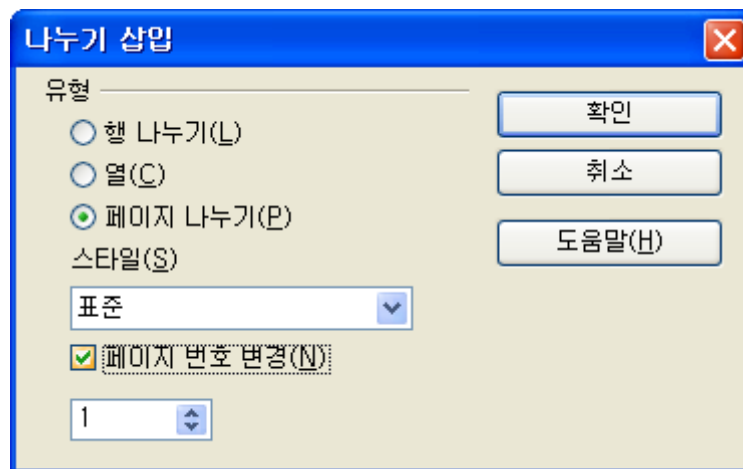 나누기 삽입
유형
행 나누기(L)
열(C)
페이지 나누기(P)
스타일(S)
표준
페이지 번호 변경(N)
1
확인
취소
도움말(H)